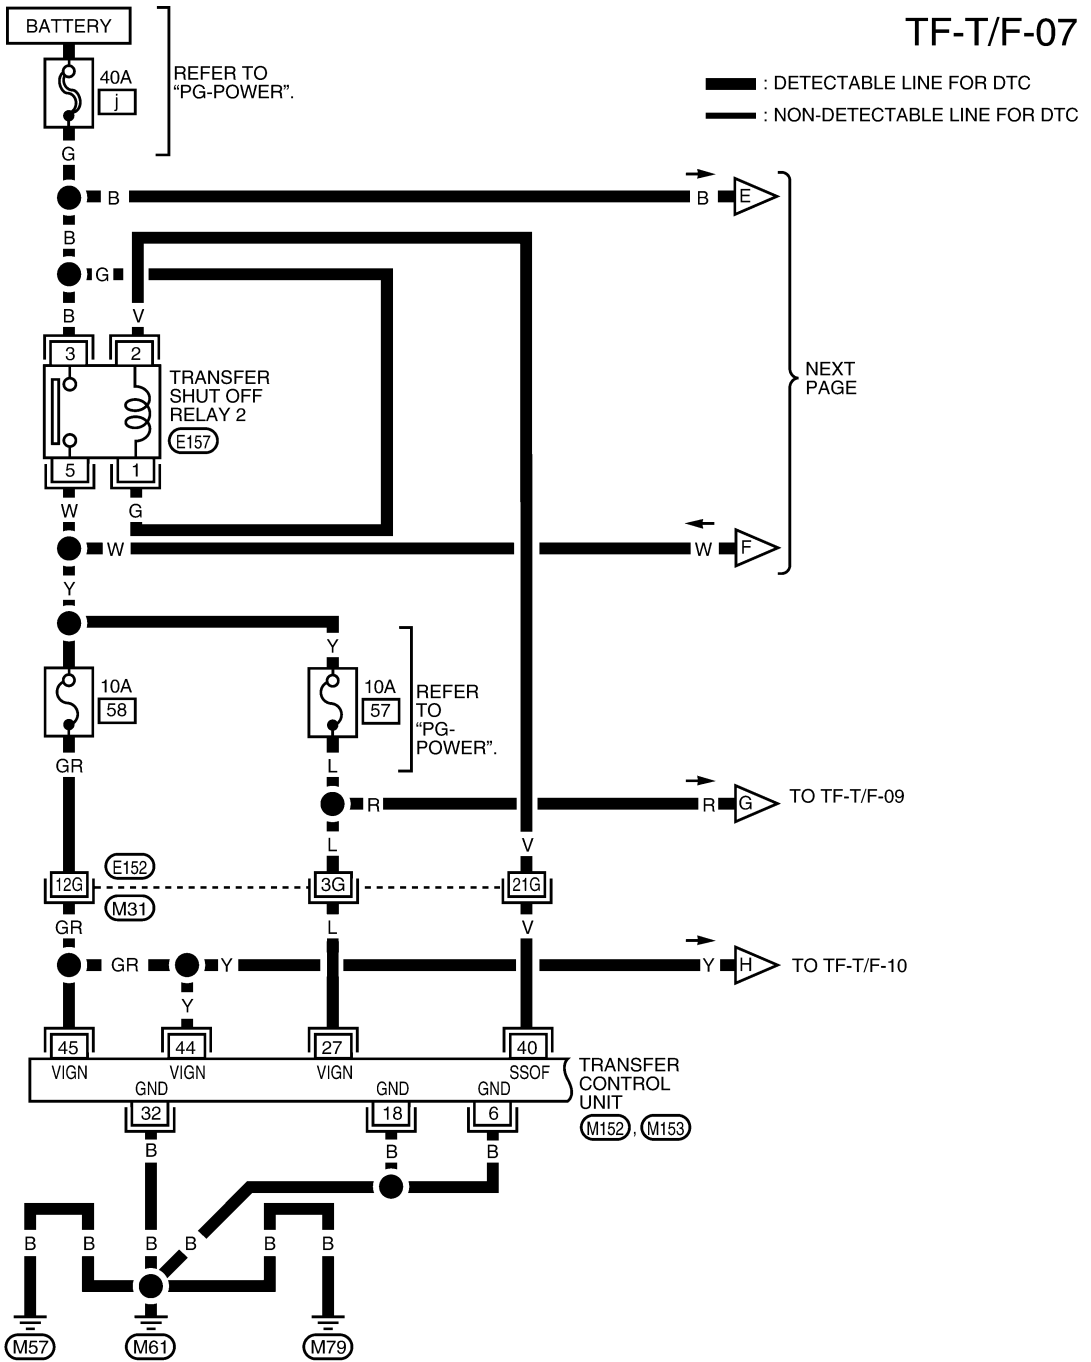 BATTERY
TF-T/F-07
40A
j
REFER TO
“PG-POWER”.
: DETECTABLE LINE FOR DTC
: NON-DETECTABLE LINE FOR DTC
G
B
B
E
B
G
B
V
3
2
TRANSFER
SHUT OFF
RELAY 2
E157
NEXT
PAGE
5
1
W
G
W
W
F
Y
Y
10A
58
10A
57
REFER
TO
“PG-
POWER”.
GR
L
R
R
G
TO TF-T/F-09
L
V
E152
12G
3G
21G
M31
GR
L
V
GR
Y
Y
H
TO TF-T/F-10
Y
45
44
27
40
VIGN
VIGN
VIGN
SSOF
GND
GND
GND
TRANSFER
CONTROL
UNIT
M152 , M153
32
18
6
B
B
B
B
B
B
B
B
B
M57
M61
M79